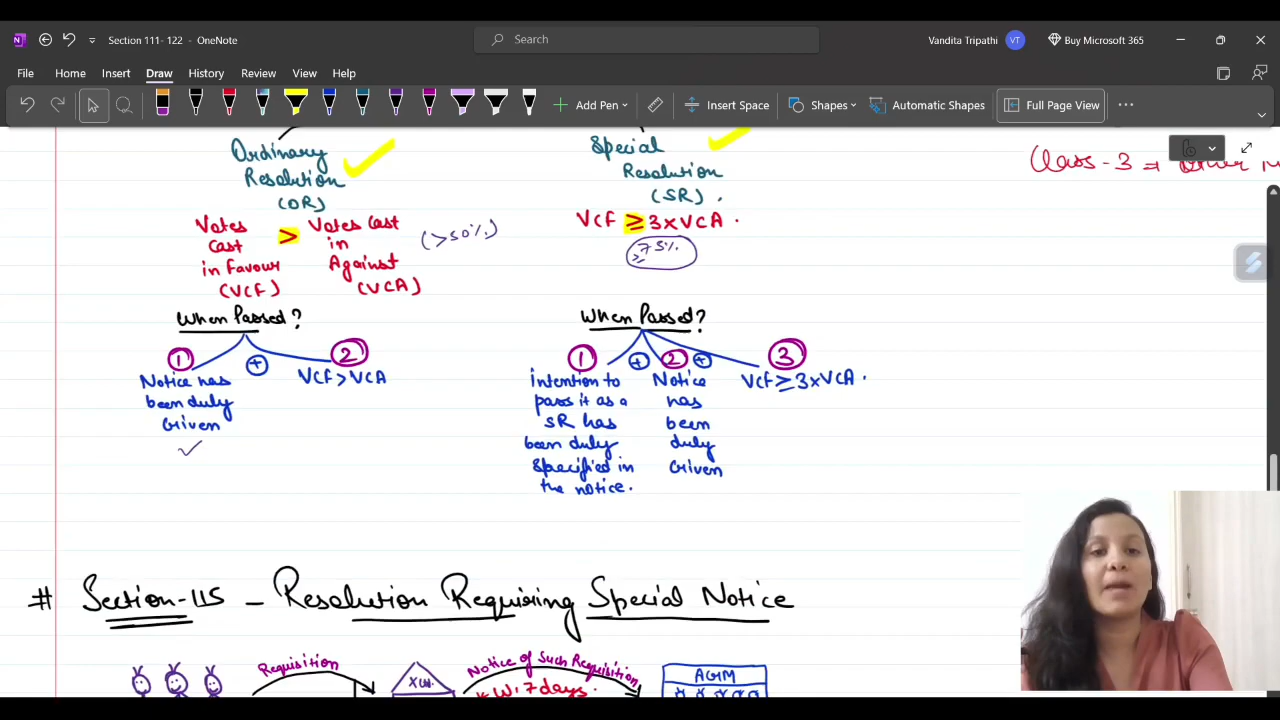 Section 111- 122 - OneNote
Search
Vandita Tripathi
VT
Buy Microsoft 365
File Home Insert Draw History Review View Help
Add Pen Insert Space Shapes Automatic Shapes Full Page View
Ordinary
Resolution
(OR)
Votes
Cast
in Favour
(VCF)
>
Votes Cast
in
Against
(VCA)
(>50%)
When Passed?
1
Notice has
been duly
Given
+
2
VCF > VCA
Special
Resolution
(SR).
VCF ≥ 3xVCA.
≥75%
When Passed?
1
Intention to
pass it as a
SR has
been duly
Specified in
the notice.
+
2
Notice
has
been
duly
Given
+
3
VCF ≥ 3xVCA.
Class-3 =
# Section-115 - Resolution Requiring Special Notice
Requisition
Notice of Such Requisition
7 days.
AGM